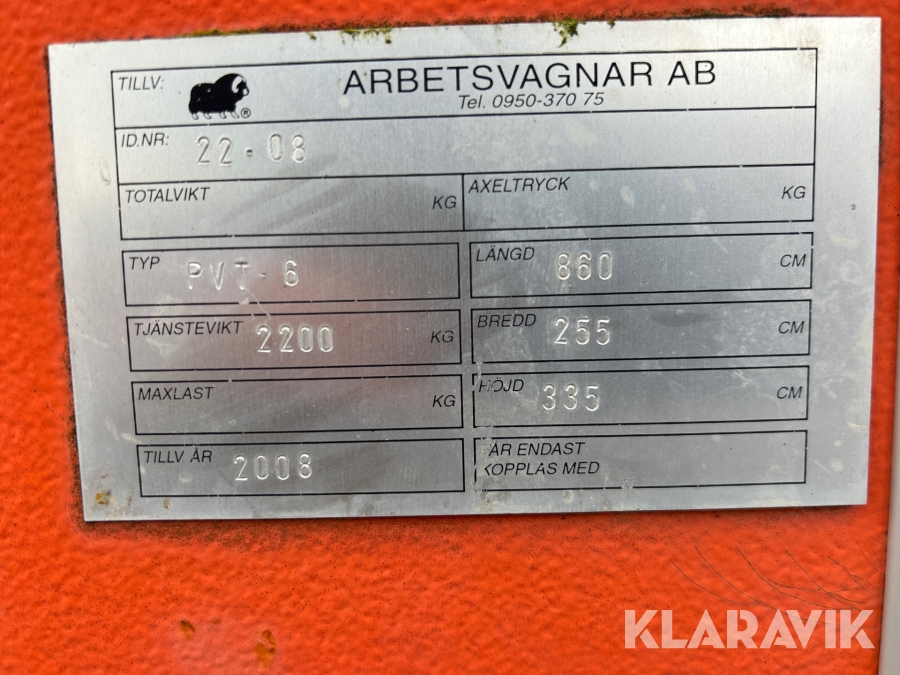 TILLV: ® ARBETSVAGNAR AB
Tel. 0950-370 75
ID.NR: 22-08
TOTALVIKT KG AXELTRYCK KG
TYP PVT-6 LÄNGD 860 CM
TJÄNSTEVIKT 2200 KG BREDD 255 CM
MAXLAST KG HÖJD 335 CM
TILLV. ÅR 2008 FÅR ENDAST
KOPPLAS MED
KLARAVIK